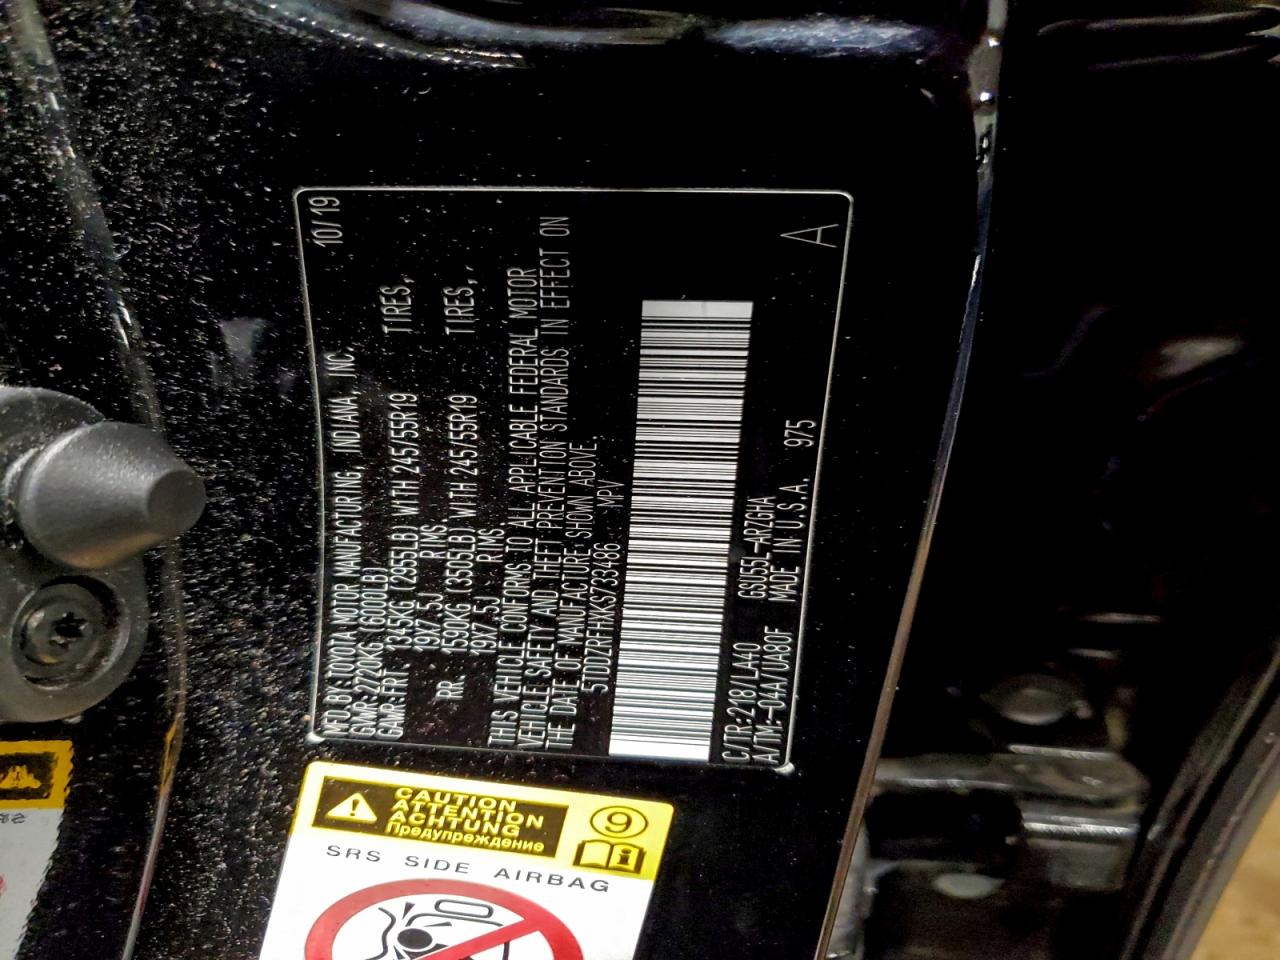 MFD.BY:TOYOTA MOTOR MANUFACTURING, INDIANA, INC. 10/19
GVWR:2720KG(6000LB)
GAWR:FRT 1345KG(2955LB) WITH 245/55R19 TIRES,
19X7.5J RIMS,
RR. 1590KG(3505LB) WITH 245/55R19 TIRES,
19X7.5J RIMS.
THIS VEHICLE CONFORMS TO ALL APPLICABLE FEDERAL MOTOR
VEHICLE SAFETY AND THEFT PREVENTION STANDARDS IN EFFECT ON
THE DATE OF MANUFACTURE SHOWN ABOVE.
MPV
C/TR:218/LA40 GSU55L-ARZGHA
A/TM:-04A/UA80F MADE IN U.S.A. 975 A
CAUTION
ATTENTION
ACHTUNG
Предупреждение
9
SRS SIDE AIRBAG